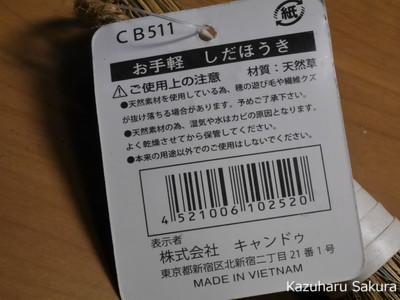 CB511
紙
お手軽 しだほうき
ご使用上の注意 材質：天然草
●天然素材を使用している為、種の遊び毛や繊維クズ
が抜け落ちる場合があります。予めご了承下さい。
●天然素材の為、湿気や水はカビの原因となります。
よく乾燥させてから保管してください。
●本来の用途以外でのご使用はしないでください。
4 521006 102520
表示者
株式会社 キャンドゥ
東京都新宿区北新宿二丁目21番1号
MADE IN VIETNAM
Kazuharu Sakura